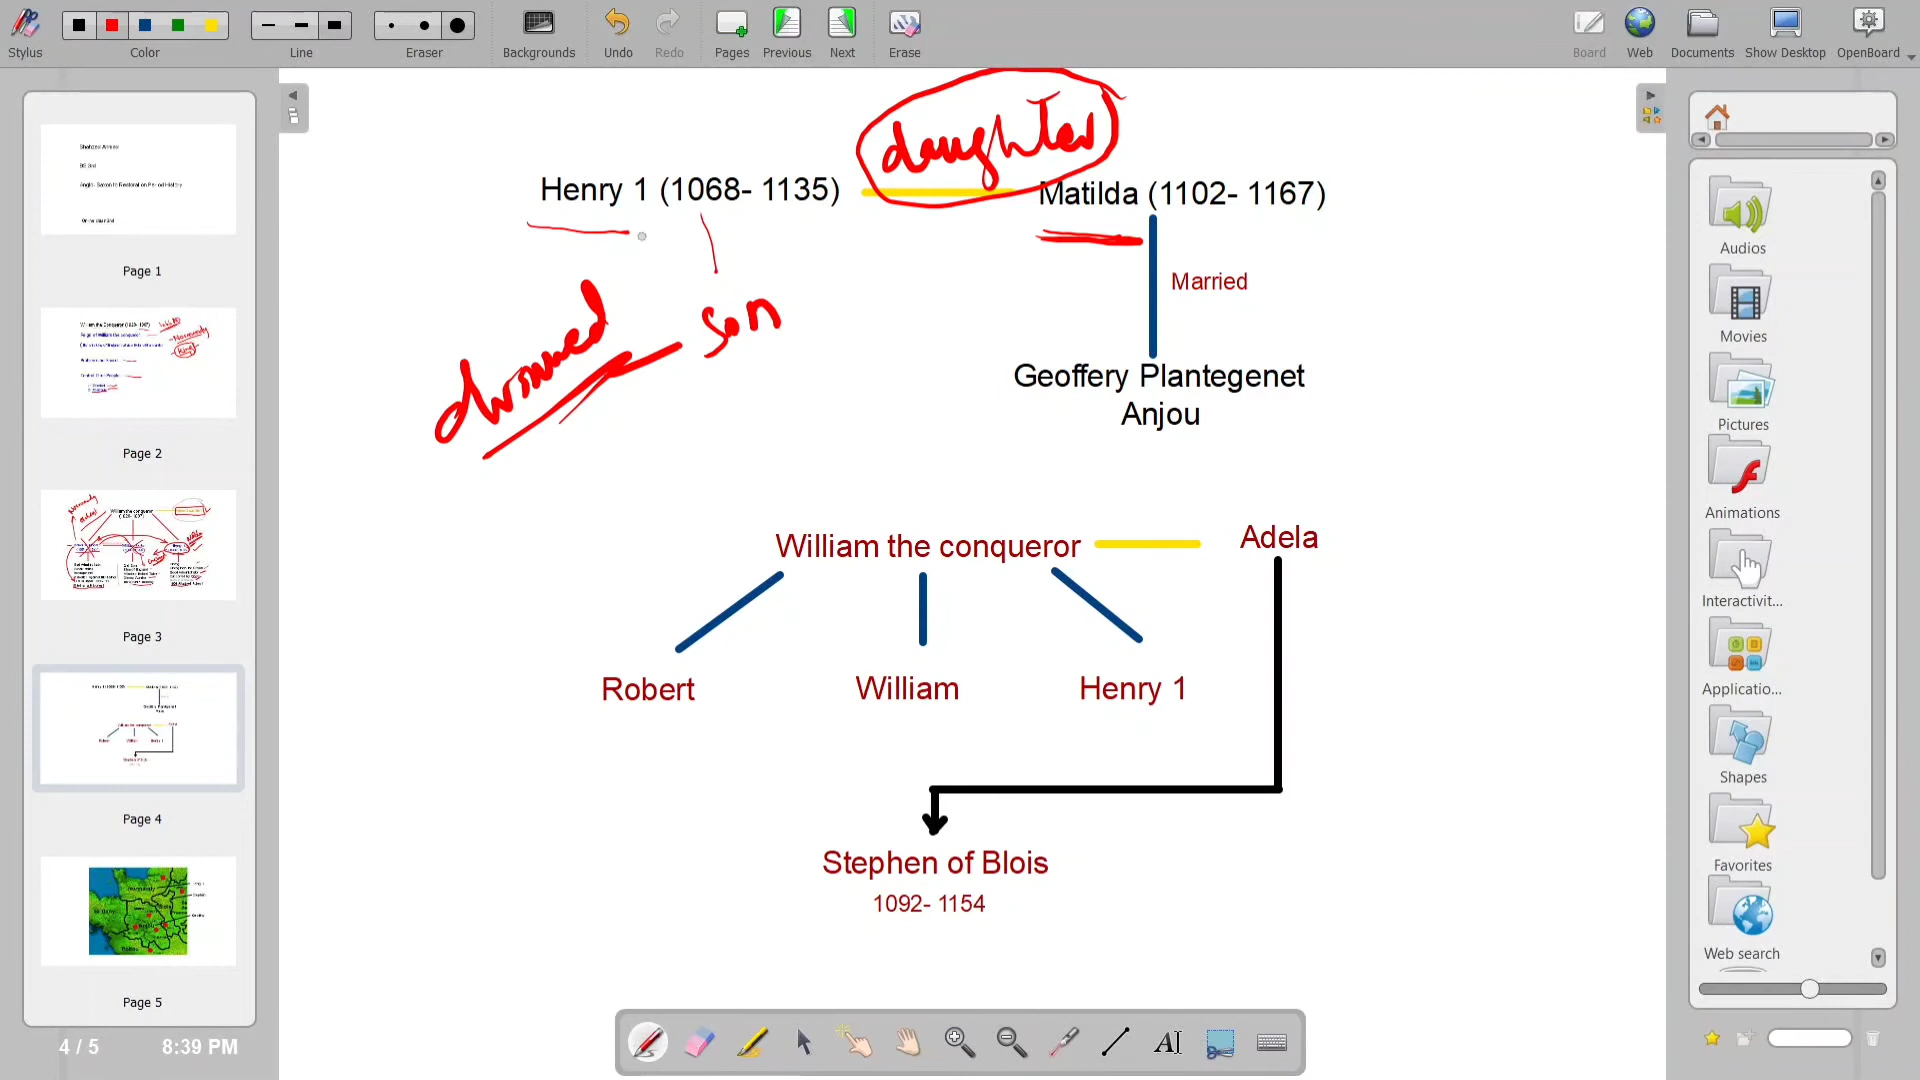 Stylus
Color
Line
Eraser
Backgrounds
Undo
Redo
Pages
Previous
Next
Erase
Board
Web
Documents
Show Desktop
OpenBoard
Page 1
Page 2
Page 3
Page 4
Page 5
4 / 5
8:39 PM
daughter
Henry 1 (1068- 1135)
Matilda (1102- 1167)
Married
son
drowned
Geoffery Plantegenet
Anjou
William the conqueror
Adela
Robert
William
Henry 1
Stephen of Blois
1092- 1154
Audios
Movies
Pictures
Animations
Interactivit...
Applicatio...
Shapes
Favorites
Web search